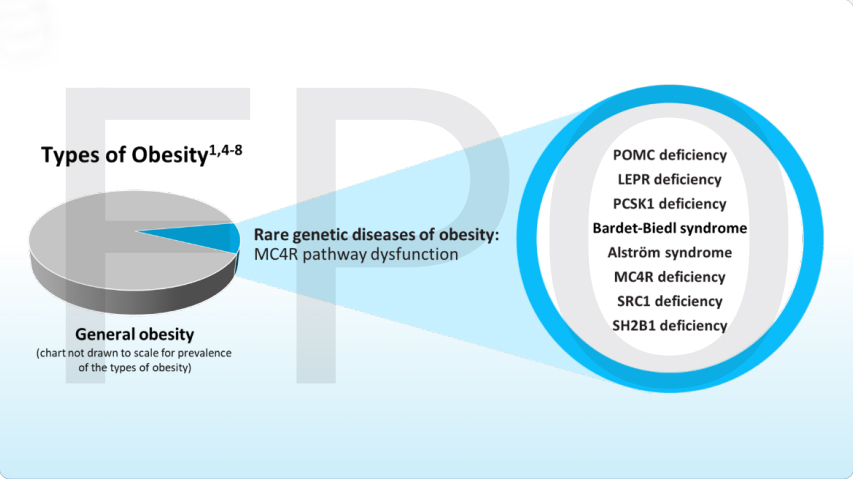 FPO
Types of Obesity1,4-8
General obesity
(chart not drawn to scale for prevalence
of the types of obesity)
Rare genetic diseases of obesity:
MC4R pathway dysfunction
POMC deficiency
LEPR deficiency
PCSK1 deficiency
Bardet-Biedl syndrome
Alström syndrome
MC4R deficiency
SRC1 deficiency
SH2B1 deficiency